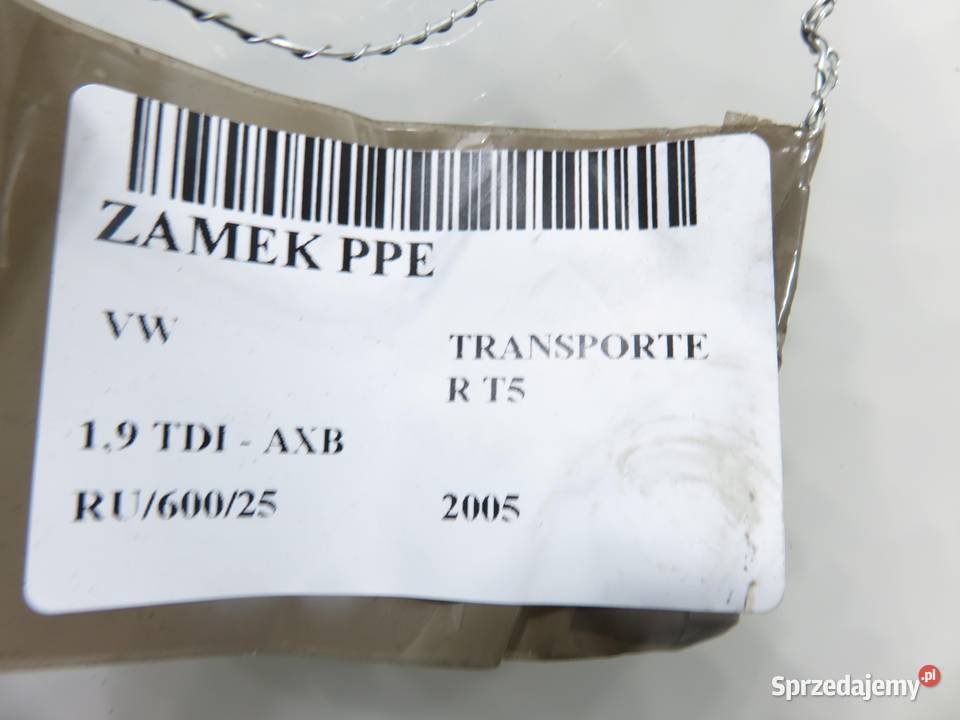 ZAMEK PPE
VW
TRANSPORTE
R T5
1,9 TDI - AXB
RU/600/25
2005
Sprzedajemy.pl